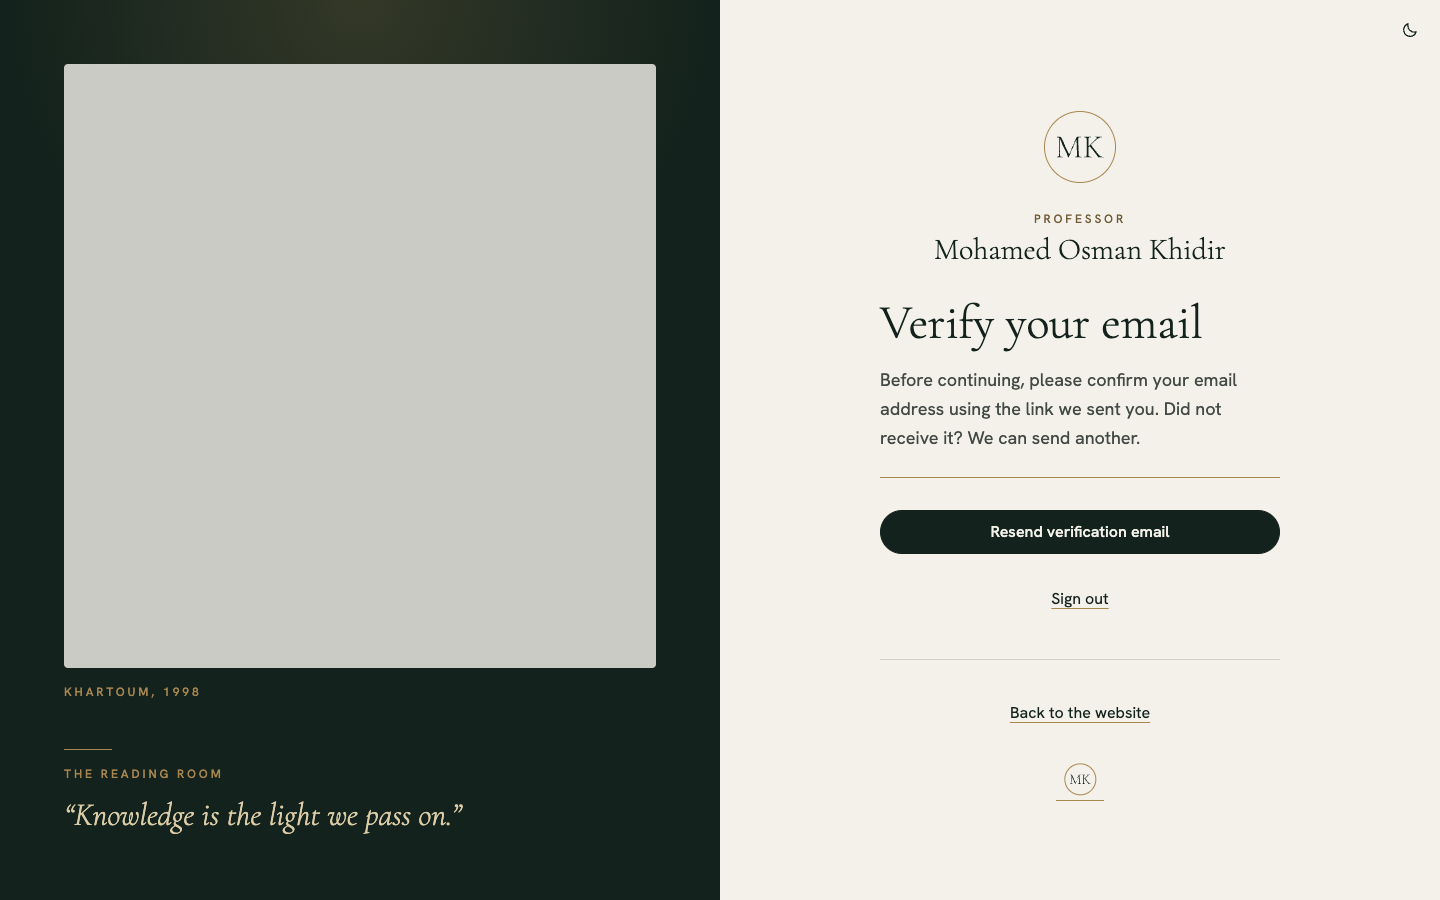 KHARTOUM, 1998
THE READING ROOM
“Knowledge is the light we pass on.”
MK
PROFESSOR
Mohamed Osman Khidir
Verify your email
Before continuing, please confirm your email
address using the link we sent you. Did not
receive it? We can send another.
Resend verification email
Sign out
Back to the website
MK